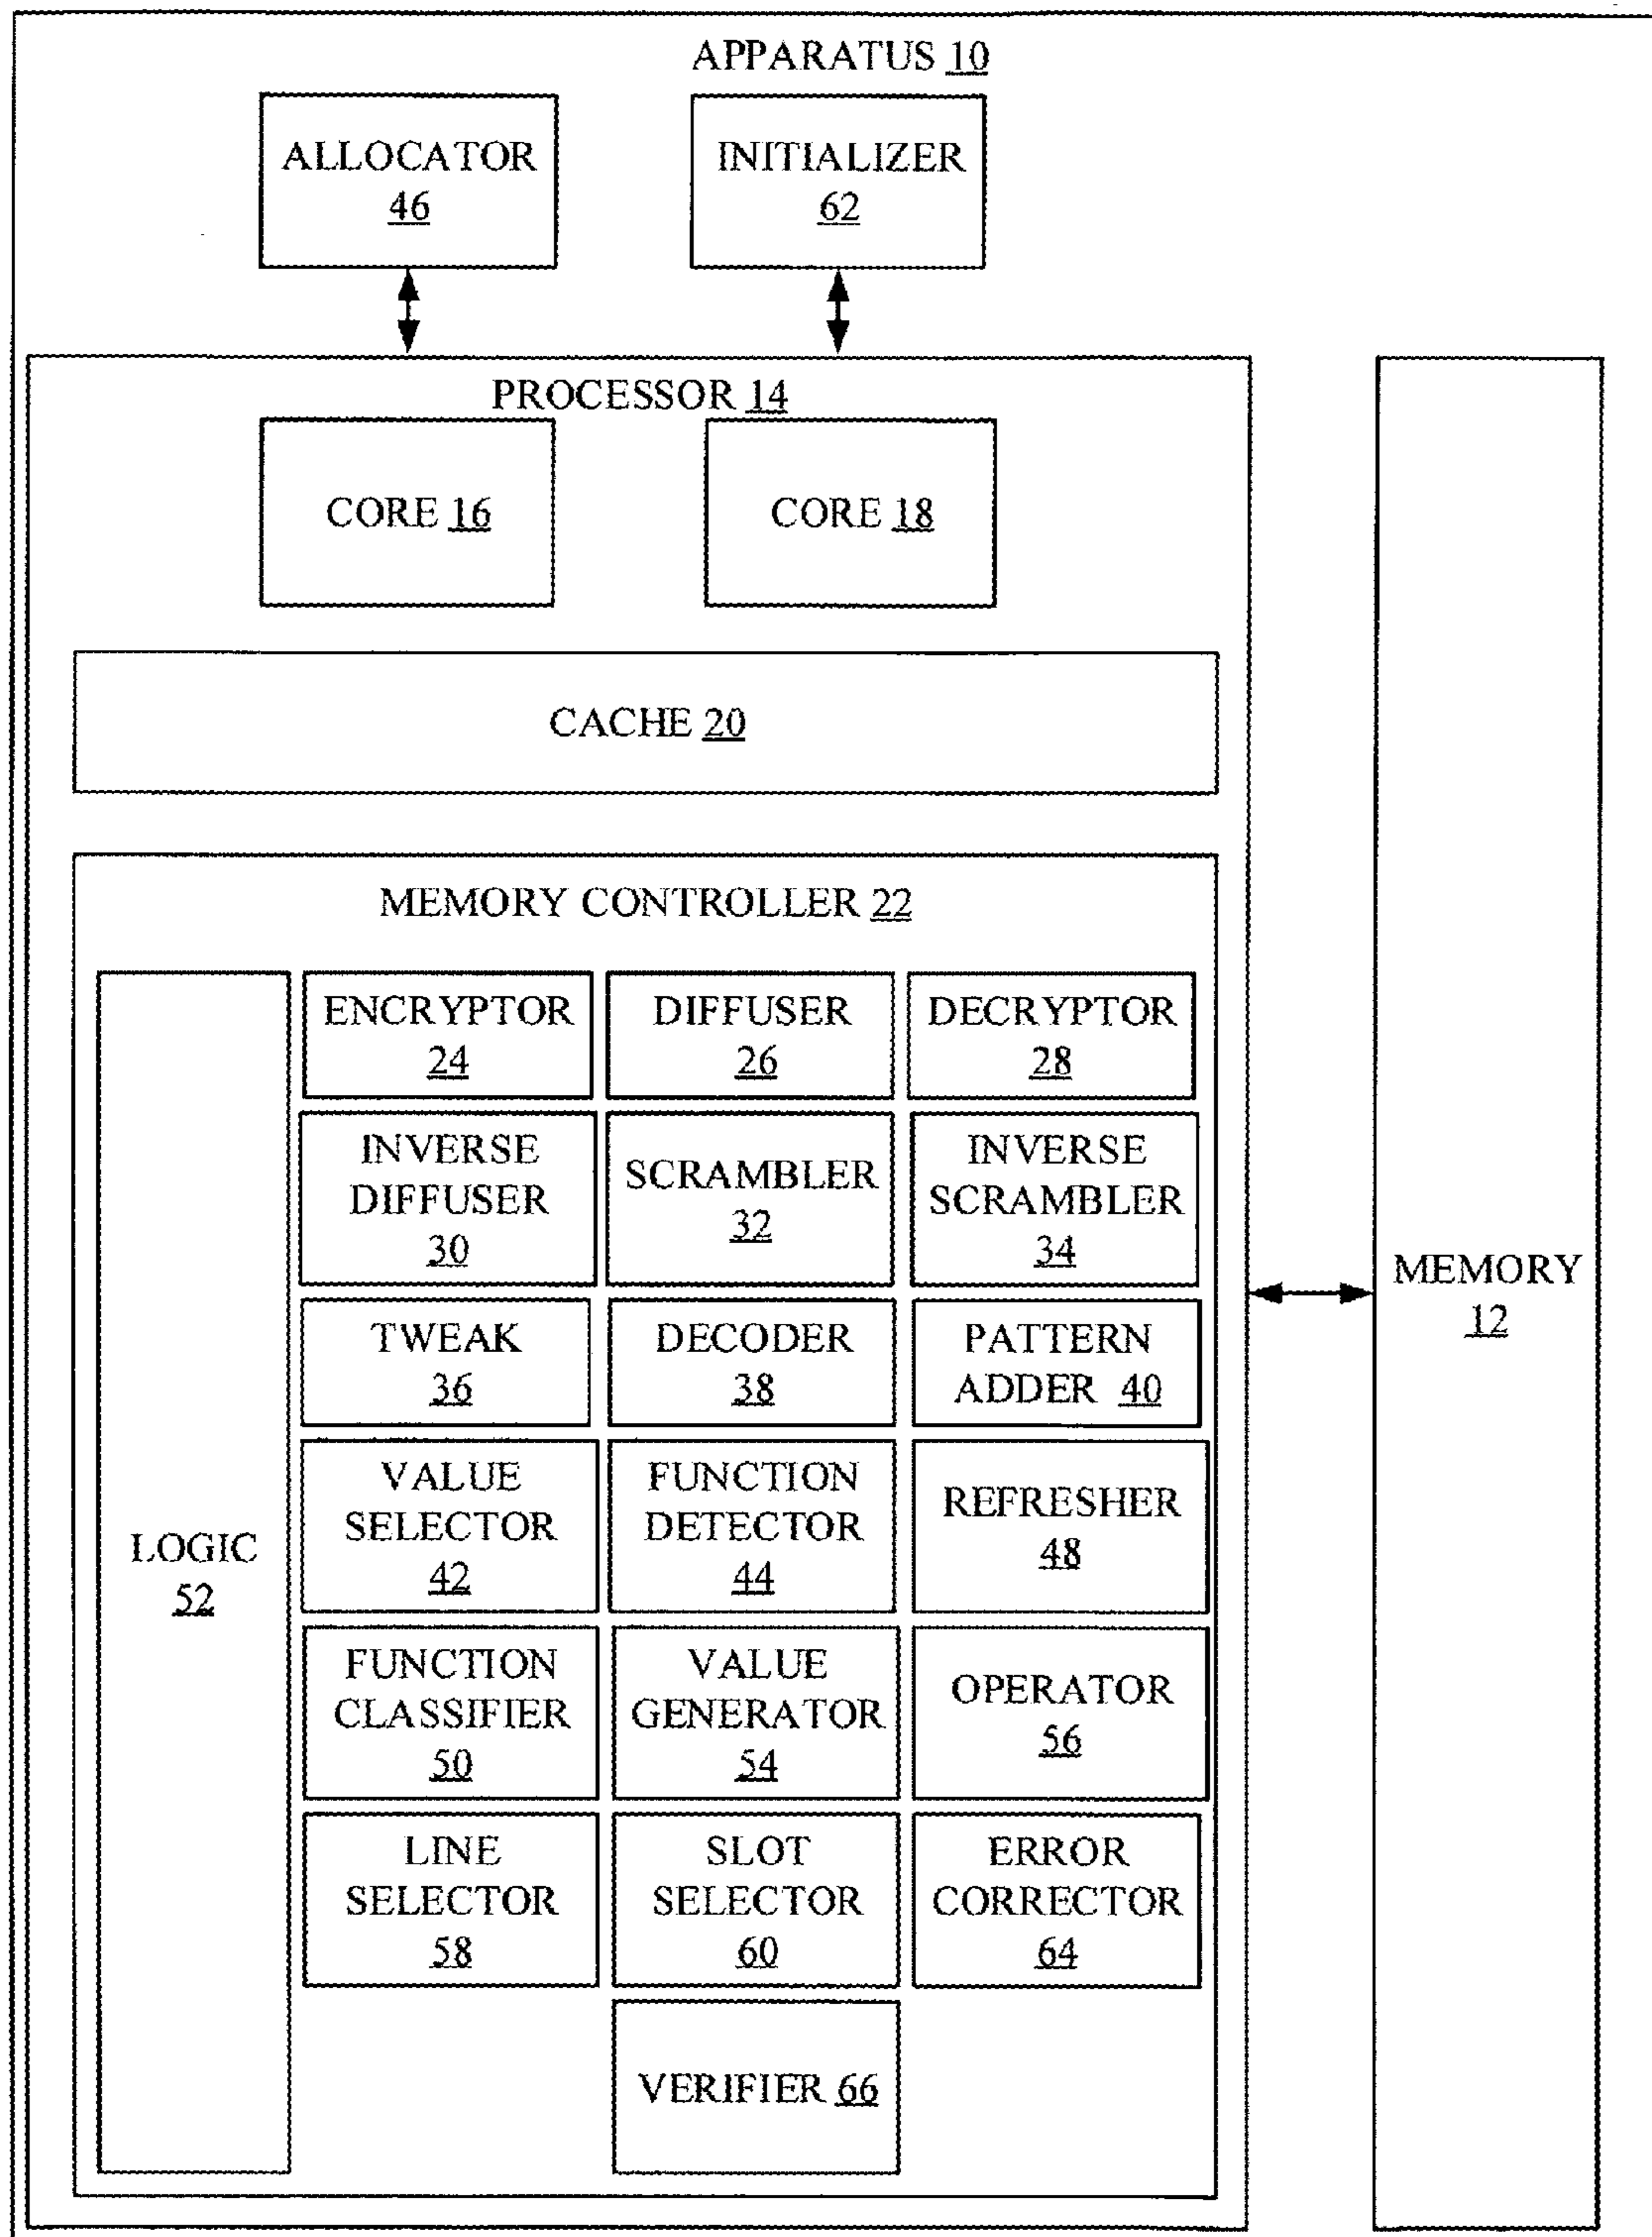 APPARATUS 10
ALLOCATOR
46
INITIALIZER
62
PROCESSOR 14
CORE 16
CORE 18
CACHE 20
MEMORY CONTROLLER 22
LOGIC
52
ENCRYPTOR
24
DIFFUSER
26
DECRYPTOR
28
INVERSE
DIFFUSER
30
SCRAMBLER
32
INVERSE
SCRAMBLER
34
TWEAK
36
DECODER
38
PATTERN
ADDER 40
VALUE
SELECTOR
42
FUNCTION
DETECTOR
44
REFRESHER
48
FUNCTION
CLASSIFIER
50
VALUE
GENERATOR
54
OPERATOR
56
LINE
SELECTOR
58
SLOT
SELECTOR
60
ERROR
CORRECTOR
64
VERIFIER 66
MEMORY
12